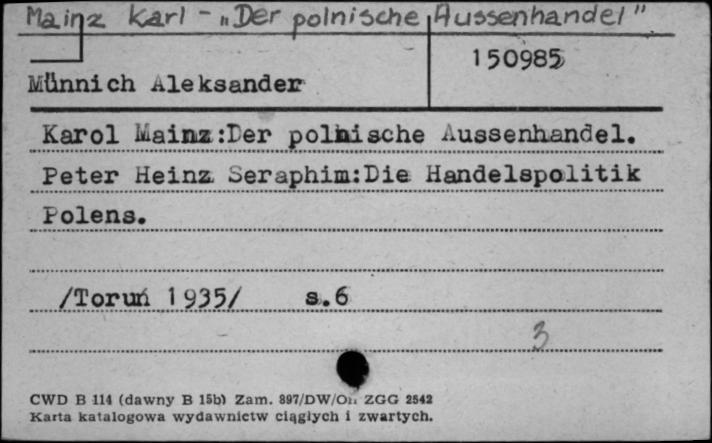 Mainz Karl - „Der polnische Aussenhandel"
150985
Münnich Aleksander
Karol Mainz:Der polnische Aussenhandel.
Peter Heinz Seraphim:Die Handelspolitik
Polens.
/Toruń 1935/ s.6
3
CWD B 114 (dawny B 15b) Zam. 897/DW/On ZGG 2542
Karta katalogowa wydawnictw ciągłych i zwartych.